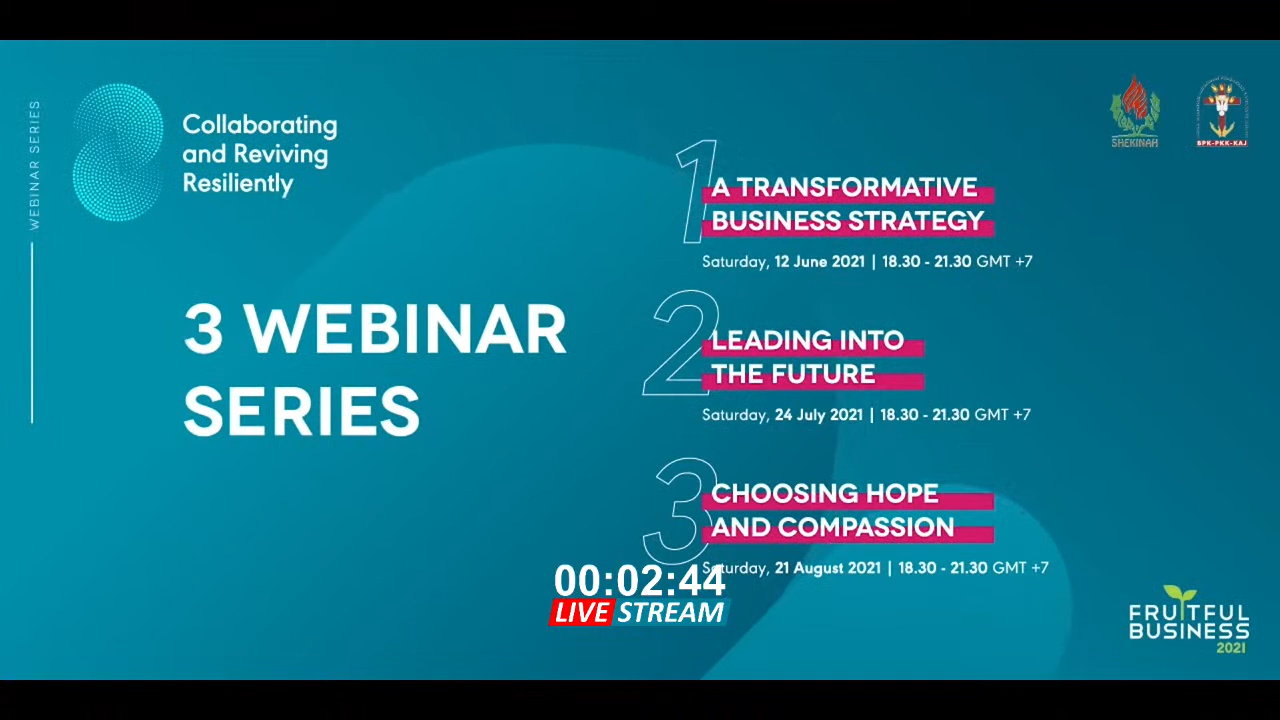 WEBINAR SERIES
Collaborating
and Reviving
Resiliently
3 WEBINAR
SERIES
1
A TRANSFORMATIVE
BUSINESS STRATEGY
Saturday, 12 June 2021 | 18.30 - 21.30 GMT +7
2
LEADING INTO
THE FUTURE
Saturday, 24 July 2021 | 18.30 - 21.30 GMT +7
3
CHOOSING HOPE
AND COMPASSION
Saturday, 21 August 2021 | 18.30 - 21.30 GMT +7
00:02:44
LIVE STREAM
SHEKINAH
BPK-PKK-KAJ
FRUITFUL
BUSINESS
2021